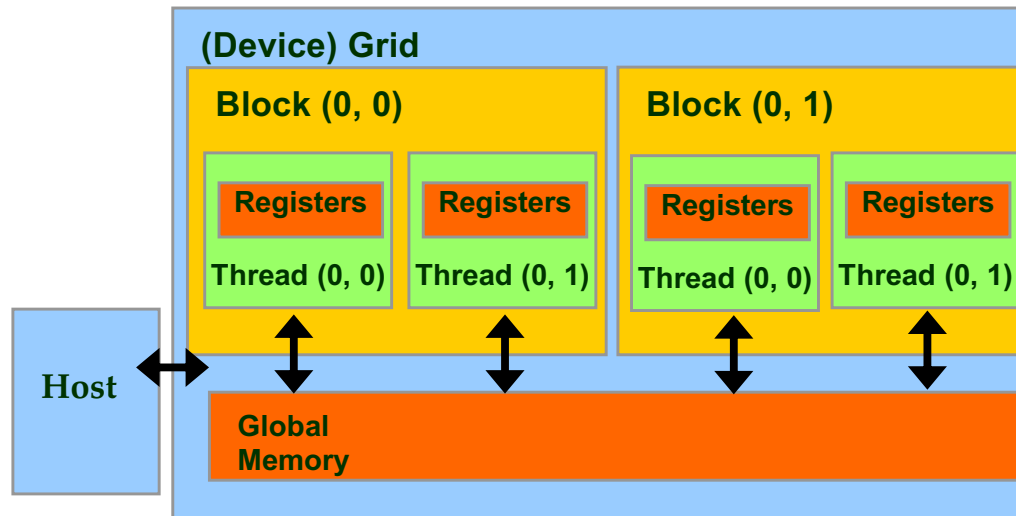 (Device) Grid
Block (0, 0)
Block (0, 1)
Registers
Registers
Registers
Registers
Thread (0, 0)
Thread (0, 1)
Thread (0, 0)
Thread (0, 1)
Host
Global
Memory